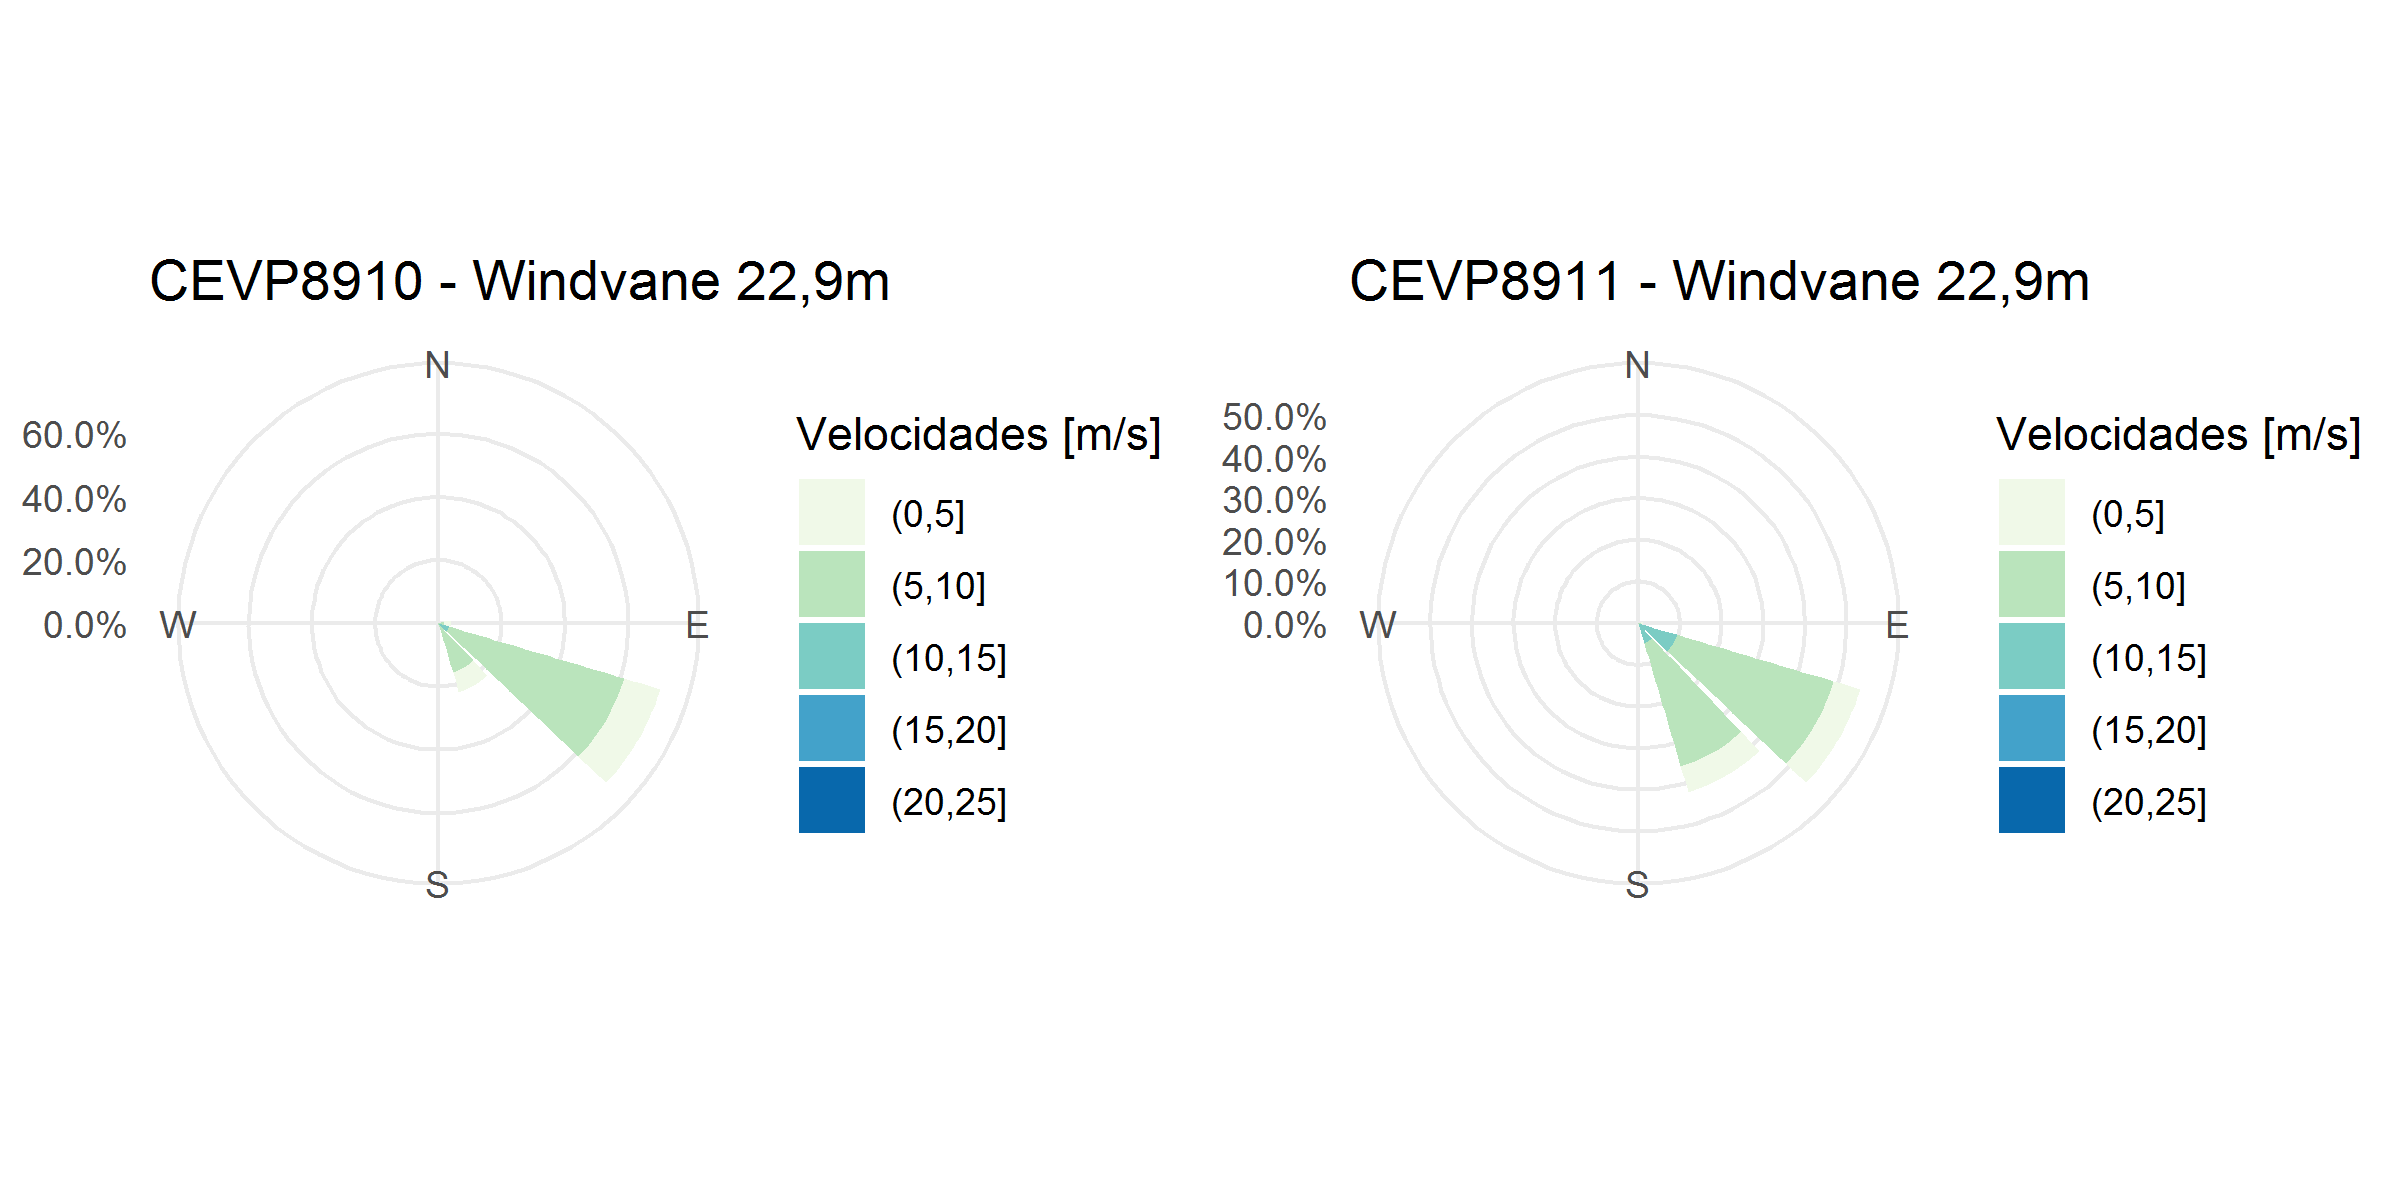 CEVP8910 - Windvane 22,9m
N
60.0%
40.0%
20.0%
0.0%
W
E
S
Velocidades [m/s]
(0,5]
(5,10]
(10,15]
(15,20]
(20,25]
CEVP8911 - Windvane 22,9m
N
50.0%
40.0%
30.0%
20.0%
10.0%
0.0%
W
E
S
Velocidades [m/s]
(0,5]
(5,10]
(10,15]
(15,20]
(20,25]